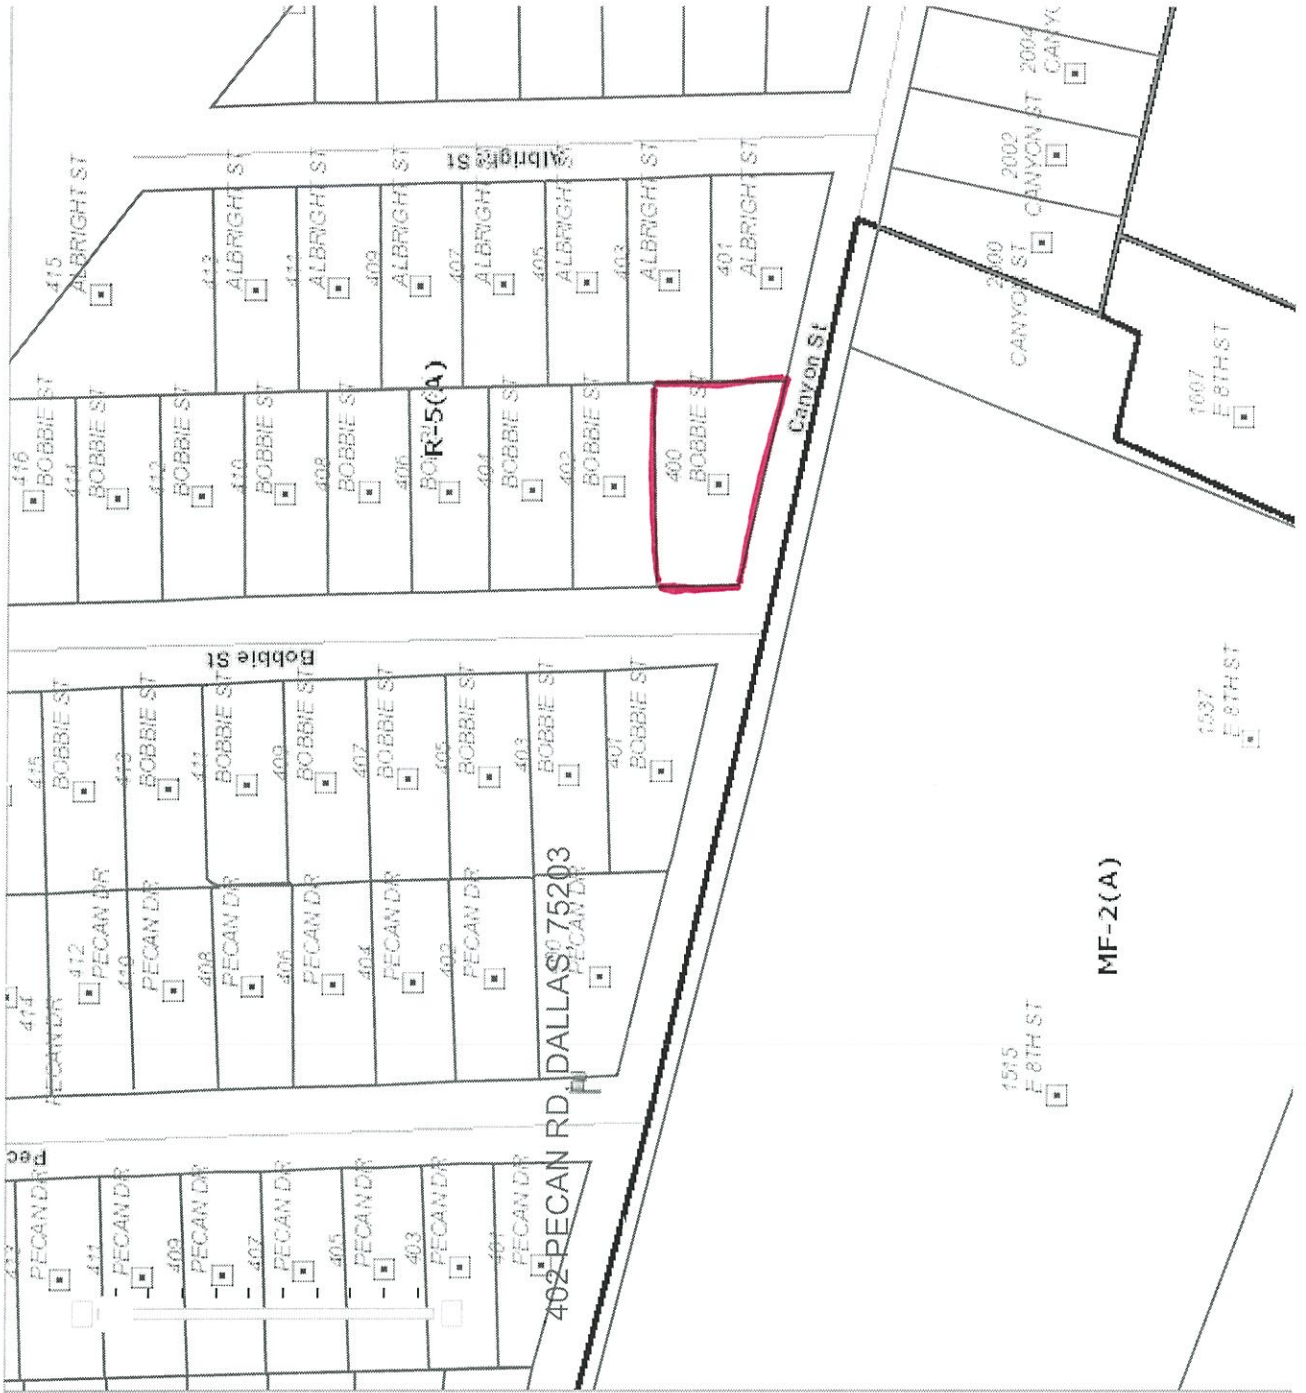 Albright St
415
ALBRIGHT ST
413
ALBRIGHT ST
411
ALBRIGHT ST
409
ALBRIGHT ST
407
ALBRIGHT ST
405
ALBRIGHT ST
403
ALBRIGHT ST
401
ALBRIGHT ST
2004
2002
CANYON ST
2000
CANYON ST
Canyon St
1007
E 8TH ST
R-5(A)
416
BOBBIE ST
414
BOBBIE ST
412
BOBBIE ST
410
BOBBIE ST
408
BOBBIE ST
406
404
BOBBIE ST
402
BOBBIE ST
400
BOBBIE ST
Bobbie St
415
BOBBIE ST
413
BOBBIE ST
411
BOBBIE ST
409
BOBBIE ST
407
BOBBIE ST
405
BOBBIE ST
403
BOBBIE ST
401
BOBBIE ST
1537
E 8TH ST
414
PECAN DR
412
PECAN DR
410
PECAN DR
408
PECAN DR
406
PECAN DR
404
PECAN DR
402
PECAN DR
PECAN DR
402 PECAN RD, DALLAS, 75203
MF-2(A)
1515
E 8TH ST
Pec
PECAN DR
411
PECAN DR
409
PECAN DR
407
PECAN DR
405
PECAN DR
403
PECAN DR
401
PECAN DR